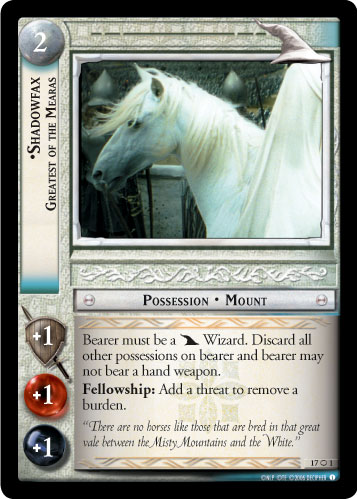 2
•Shadowfax
Greatest of the Mearas
Possession • Mount
+1
+1
+1
Bearer must be a Wizard. Discard all
other possessions on bearer and bearer may
not bear a hand weapon.
Fellowship: Add a threat to remove a
burden.
"There are no horses like those that are bred in that great
vale between the Misty Mountains and the White."